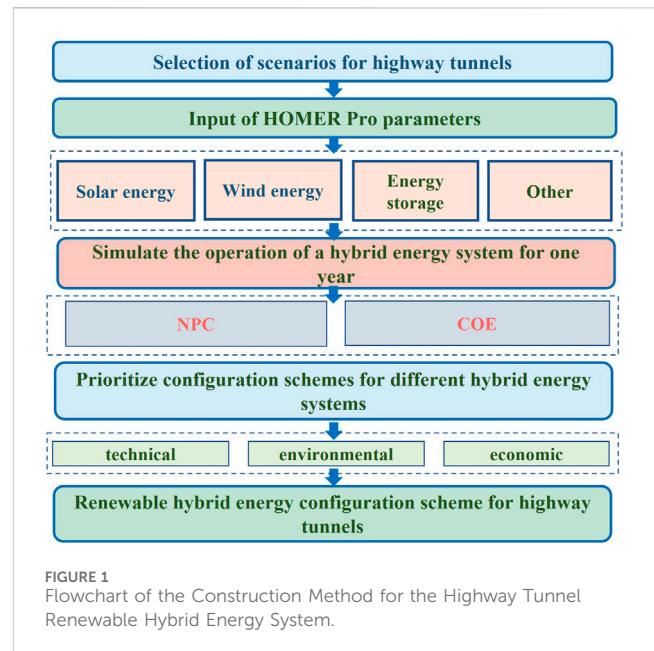 Selection of scenarios for highway tunnels
Input of HOMER Pro parameters
Solar energy
Wind energy
Energy
storage
Other
Simulate the operation of a hybrid energy system for one
year
NPC
COE
Prioritize configuration schemes for different hybrid energy
systems
technical
environmental
economic
Renewable hybrid energy configuration scheme for highway
tunnels
FIGURE 1
Flowchart of the Construction Method for the Highway Tunnel
Renewable Hybrid Energy System.